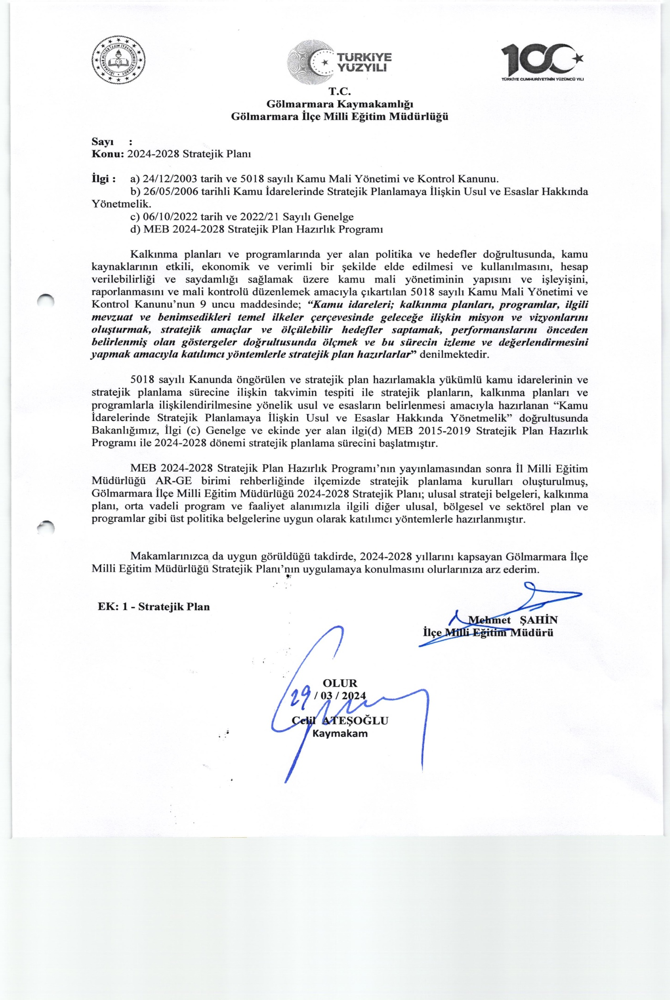 TÜRKİYE
YÜZYILI
100
TÜRKİYE CUMHURİYETİNİN YÜZÜNCÜ YILI
T.C.
Gölmarmara Kaymakamlığı
Gölmarmara İlçe Milli Eğitim Müdürlüğü
Sayı :
Konu: 2024-2028 Stratejik Planı
İlgi : a) 24/12/2003 tarih ve 5018 sayılı Kamu Mali Yönetimi ve Kontrol Kanunu.
b) 26/05/2006 tarihli Kamu İdarelerinde Stratejik Planlamaya İlişkin Usul ve Esaslar Hakkında
Yönetmelik.
c) 06/10/2022 tarih ve 2022/21 Sayılı Genelge
d) MEB 2024-2028 Stratejik Plan Hazırlık Programı
Kalkınma planları ve programlarında yer alan politika ve hedefler doğrultusunda, kamu
kaynaklarının etkili, ekonomik ve verimli bir şekilde elde edilmesi ve kullanılmasını, hesap
verilebilirliği ve saydamlığı sağlamak üzere kamu mali yönetiminin yapısını ve işleyişini,
raporlanmasını ve mali kontrolü düzenlemek amacıyla çıkartılan 5018 sayılı Kamu Mali Yönetimi ve
Kontrol Kanunu’nun 9 uncu maddesinde; “Kamu idareleri; kalkınma planları, programlar, ilgili
mevzuat ve benimsedikleri temel ilkeler çerçevesinde geleceğe ilişkin misyon ve vizyonlarını
oluşturmak, stratejik amaçlar ve ölçülebilir hedefler saptamak, performanslarını önceden
belirlenmiş olan göstergeler doğrultusunda ölçmek ve bu sürecin izleme ve değerlendirmesini
yapmak amacıyla katılımcı yöntemlerle stratejik plan hazırlarlar” denilmektedir.
5018 sayılı Kanunda öngörülen ve stratejik plan hazırlamakla yükümlü kamu idarelerinin ve
stratejik planlama sürecine ilişkin takvimin tespiti ile stratejik planların, kalkınma planları ve
programlarla ilişkilendirilmesine yönelik usul ve esasların belirlenmesi amacıyla hazırlanan “Kamu
İdarelerinde Stratejik Planlamaya İlişkin Usul ve Esaslar Hakkında Yönetmelik” doğrultusunda
Bakanlığımız, İlgi (c) Genelge ve ekinde yer alan ilgi(d) MEB 2015-2019 Stratejik Plan Hazırlık
Programı ile 2024-2028 dönemi stratejik planlama sürecini başlatmıştır.
MEB 2024-2028 Stratejik Plan Hazırlık Programı’nın yayınlamasından sonra İl Milli Eğitim
Müdürlüğü AR-GE birimi rehberliğinde ilçemizde stratejik planlama kurulları oluşturulmuş,
Gölmarmara İlçe Milli Eğitim Müdürlüğü 2024-2028 Stratejik Planı; ulusal strateji belgeleri, kalkınma
planı, orta vadeli program ve faaliyet alanımızla ilgili diğer ulusal, bölgesel ve sektörel plan ve
programlar gibi üst politika belgelerine uygun olarak katılımcı yöntemlerle hazırlanmıştır.
Makamlarınızca da uygun görüldüğü takdirde, 2024-2028 yıllarını kapsayan Gölmarmara İlçe
Milli Eğitim Müdürlüğü Stratejik Planı’nın uygulamaya konulmasını olurlarınıza arz ederim.
EK: 1 - Stratejik Plan
Mehmet ŞAHİN
İlçe Milli Eğitim Müdürü
OLUR
29 / 03 / 2024
Celil ATEŞOĞLU
Kaymakam